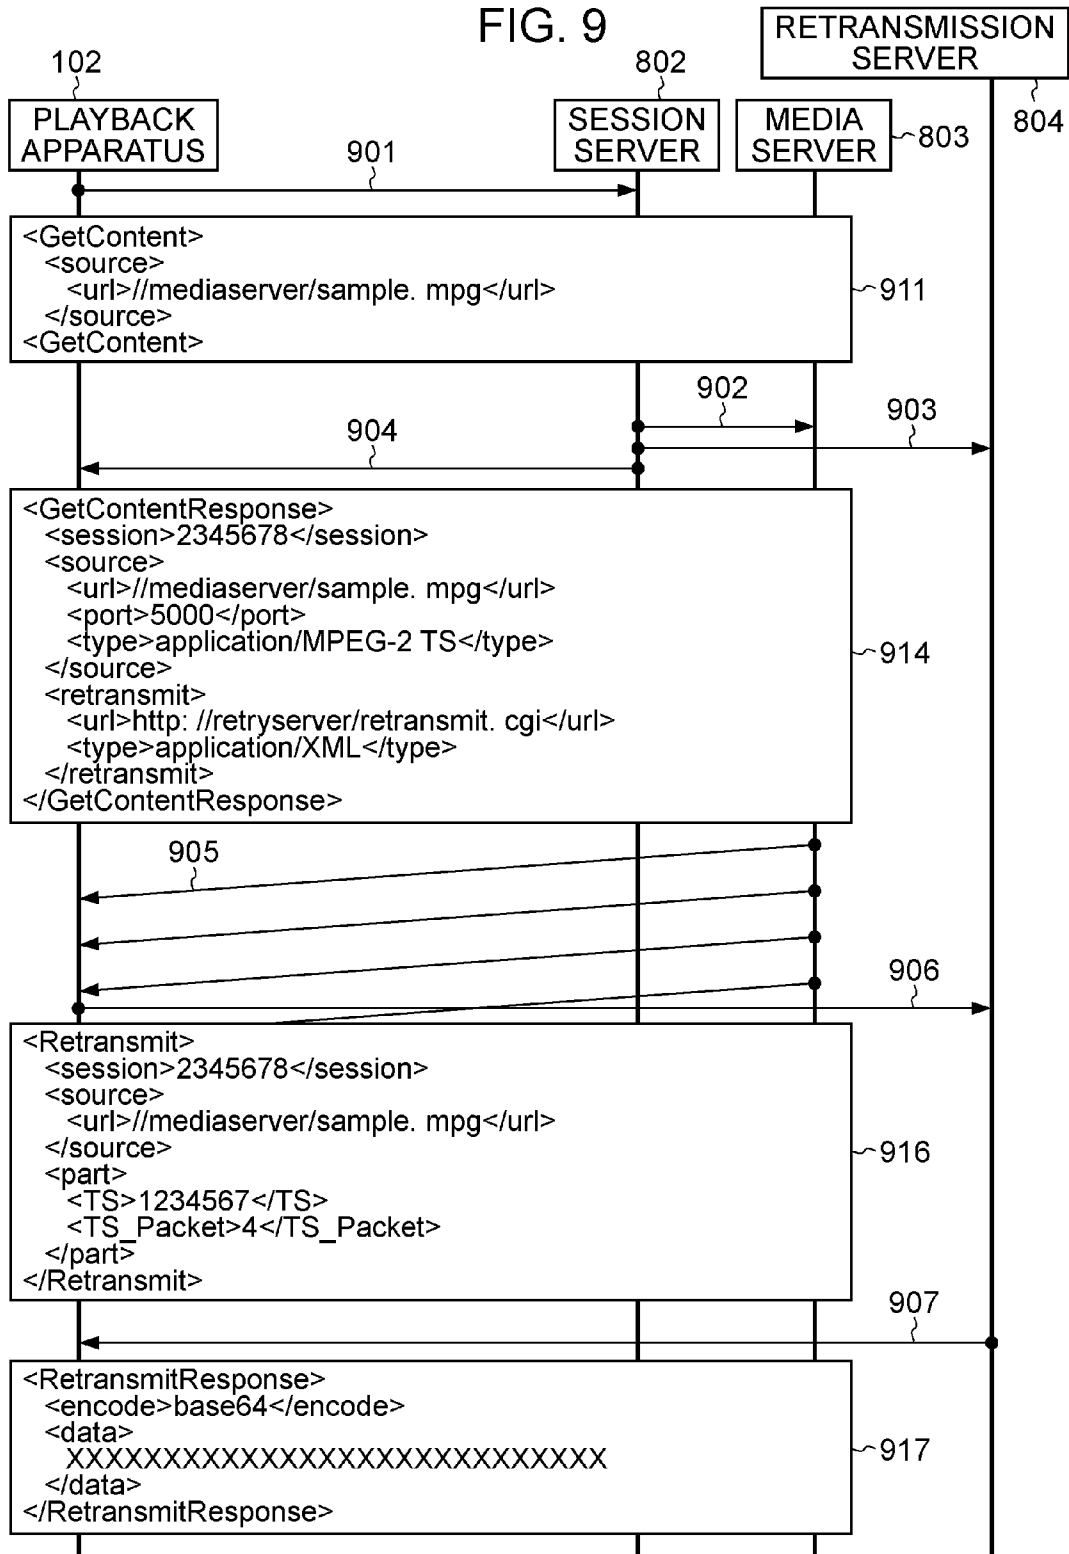 FIG. 9
RETRANSMISSION
SERVER
102
802
804
PLAYBACK
APPARATUS
SESSION
SERVER
MEDIA
SERVER
803
901
<GetContent>
<source>
<url>//mediaserver/sample. mpg</url>
</source>
<GetContent>
911
902
903
904
<GetContentResponse>
<session>2345678</session>
<source>
<url>//mediaserver/sample. mpg</url>
<port>5000</port>
<type>application/MPEG-2 TS</type>
</source>
<retransmit>
<url>http: //retryserver/retransmit. cgi</url>
<type>application/XML</type>
</retransmit>
</GetContentResponse>
914
905
906
<Retransmit>
<session>2345678</session>
<source>
<url>//mediaserver/sample. mpg</url>
</source>
<part>
<TS>1234567</TS>
<TS_Packet>4</TS_Packet>
</part>
</Retransmit>
916
907
<RetransmitResponse>
<encode>base64</encode>
<data>
XXXXXXXXXXXXXXXXXXXXXXXXXXXX
</data>
</RetransmitResponse>
917